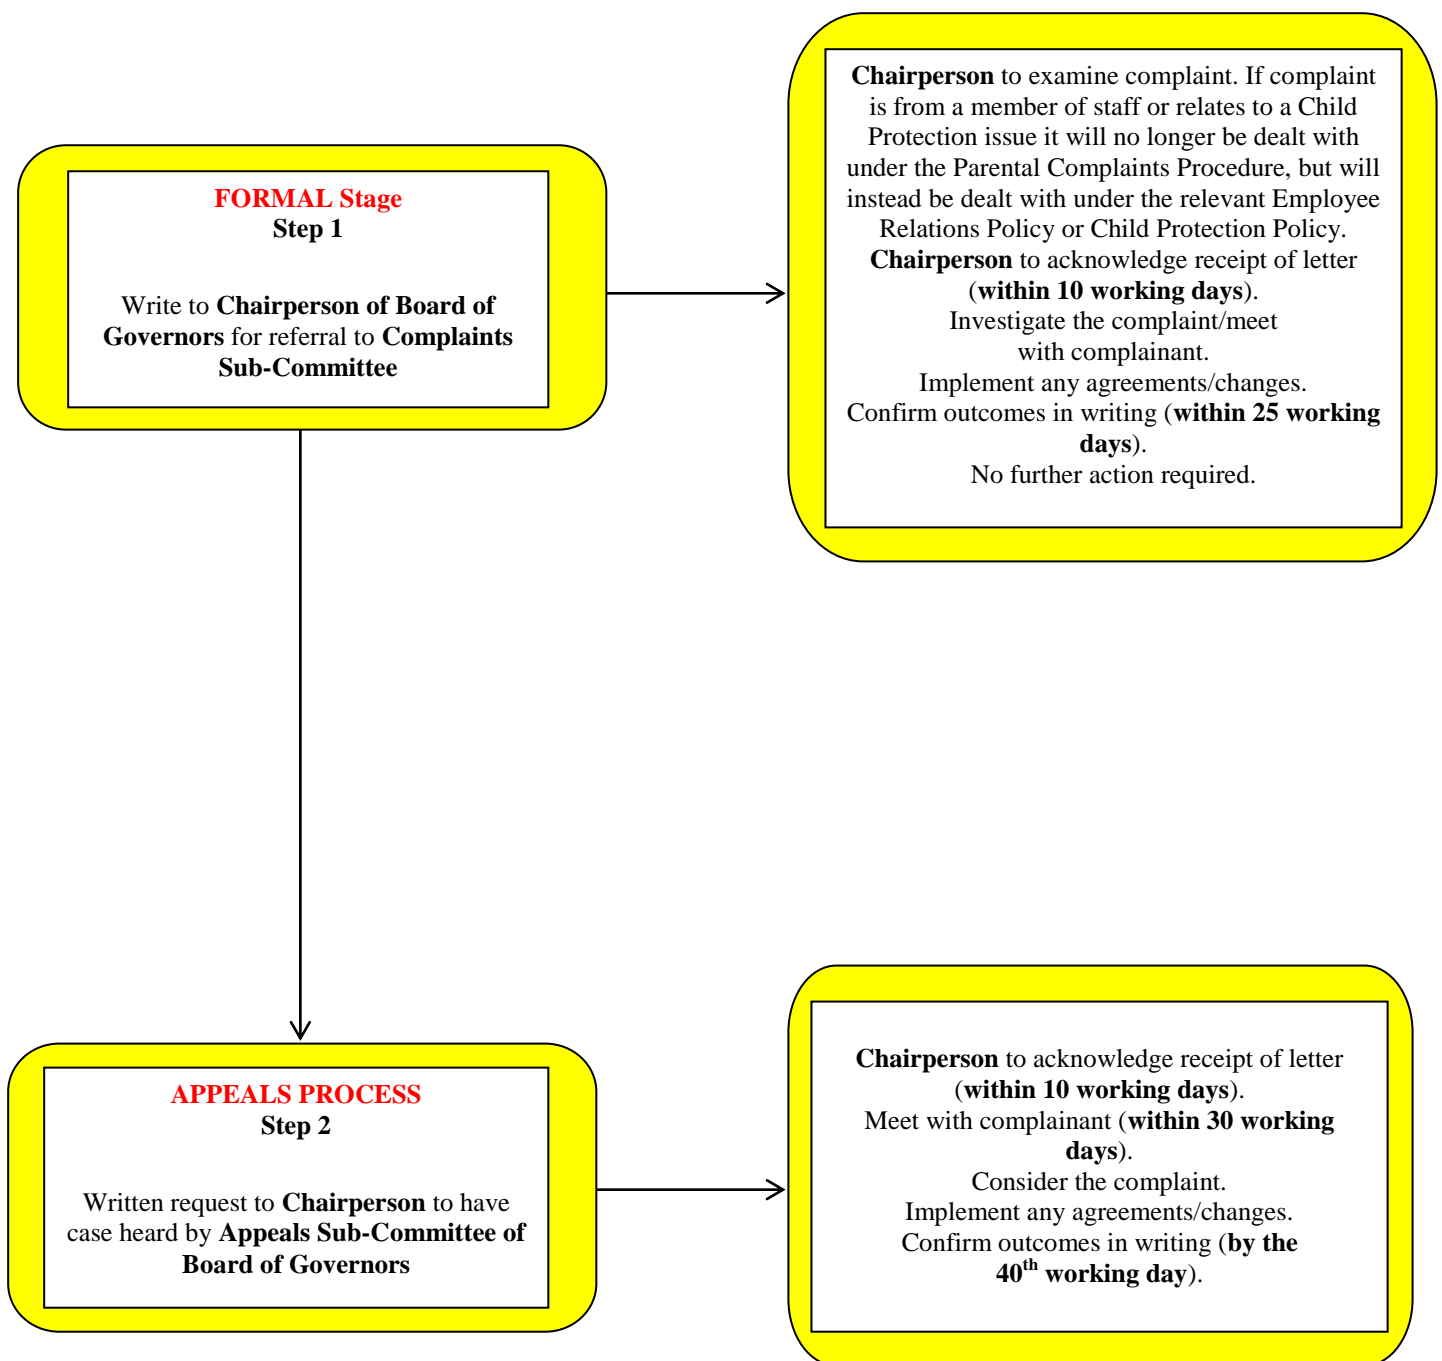 FORMAL Stage
Step 1
Write to Chairperson of Board of
Governors for referral to Complaints
Sub-Committee
Chairperson to examine complaint. If complaint
is from a member of staff or relates to a Child
Protection issue it will no longer be dealt with
under the Parental Complaints Procedure, but will
instead be dealt with under the relevant Employee
Relations Policy or Child Protection Policy.
Chairperson to acknowledge receipt of letter
(within 10 working days).
Investigate the complaint/meet
with complainant.
Implement any agreements/changes.
Confirm outcomes in writing (within 25 working
days).
No further action required.
APPEALS PROCESS
Step 2
Written request to Chairperson to have
case heard by Appeals Sub-Committee of
Board of Governors
Chairperson to acknowledge receipt of letter
(within 10 working days).
Meet with complainant (within 30 working
days).
Consider the complaint.
Implement any agreements/changes.
Confirm outcomes in writing (by the
40th working day).